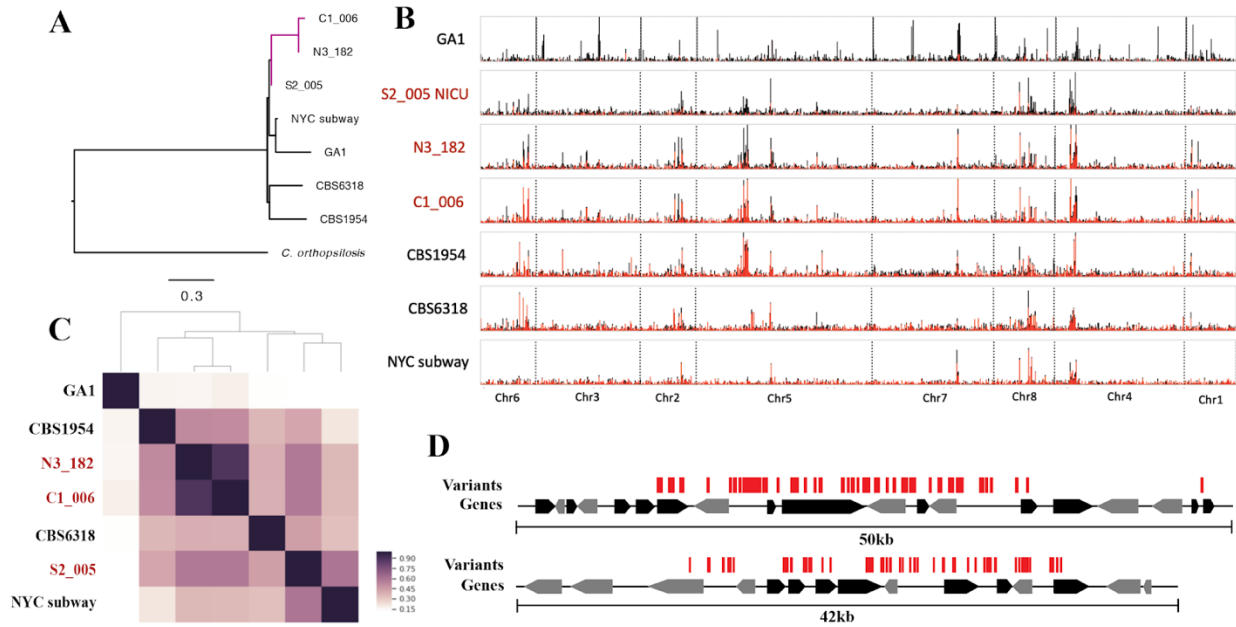 A
C1_006
N3_182
S2_005
NYC subway
GA1
CBS6318
CBS1954
C. orthopsilosis
0.3
B
GA1
S2_005 NICU
N3_182
C1_006
CBS1954
CBS6318
NYC subway
Chr6 Chr3 Chr2 Chr5 Chr7 Chr8 Chr4 Chr1
C
GA1
CBS1954
N3_182
C1_006
CBS6318
S2_005
NYC subway
0.90
0.75
0.60
0.45
0.30
0.15
D
Variants
Genes
50kb
Variants
Genes
42kb